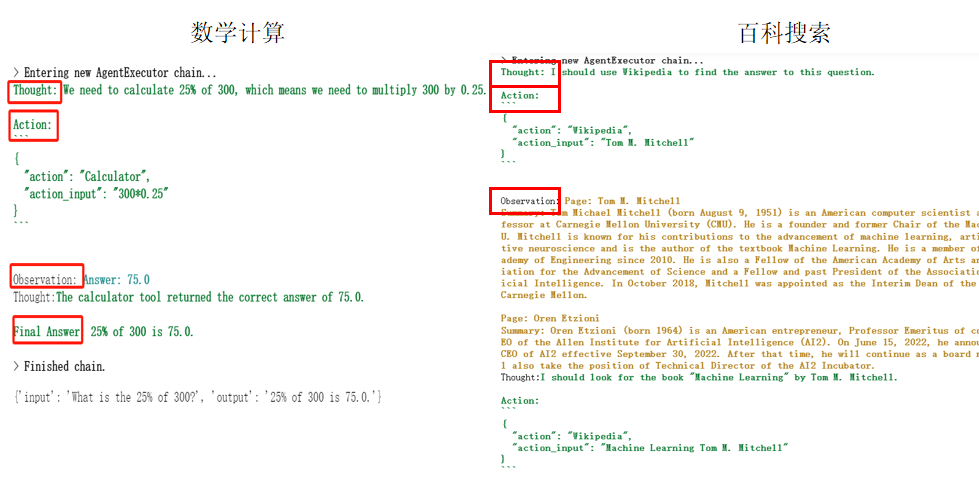 数学计算
> Entering new AgentExecutor chain...
Thought: We need to calculate 25% of 300, which means we need to multiply 300 by 0.25.
Action:
```
{
"action": "Calculator",
"action_input": "300*0.25"
}
```
Observation: Answer: 75.0
Thought:The calculator tool returned the correct answer of 75.0.
Final Answer 25% of 300 is 75.0.
> Finished chain.
{'input': 'What is the 25% of 300?', 'output': '25% of 300 is 75.0.'}
百科搜索
> Entering new AgentExecutor chain...
Thought: I should use Wikipedia to find the answer to this question.
Action:
```
{
"action": "Wikipedia",
"action_input": "Tom M. Mitchell"
}
```
Observation: Page: Tom M. Mitchell
Summary: Tom Michael Mitchell (born August 9, 1951) is an American computer scientist a
fessor at Carnegie Mellon University (CMU). He is a founder and former Chair of the Mac
U. Mitchell is known for his contributions to the advancement of machine learning, arti
tive neuroscience and is the author of the textbook Machine Learning. He is a member of
ademy of Engineering since 2010. He is also a Fellow of the American Academy of Arts an
iation for the Advancement of Science and a Fellow and past President of the Associatio
icial Intelligence. In October 2018, Mitchell was appointed as the Interim Dean of the
Carnegie Mellon.
Page: Oren Etzioni
Summary: Oren Etzioni (born 1964) is an American entrepreneur, Professor Emeritus of co
EO of the Allen Institute for Artificial Intelligence (AI2). On June 15, 2022, he annou
CEO of AI2 effective September 30, 2022. After that time, he will continue as a board m
l also take the position of Technical Director of the AI2 Incubator.
Thought:I should look for the book "Machine Learning" by Tom M. Mitchell.
Action:
```
{
"action": "Wikipedia",
"action_input": "Machine Learning Tom M. Mitchell"
}
```